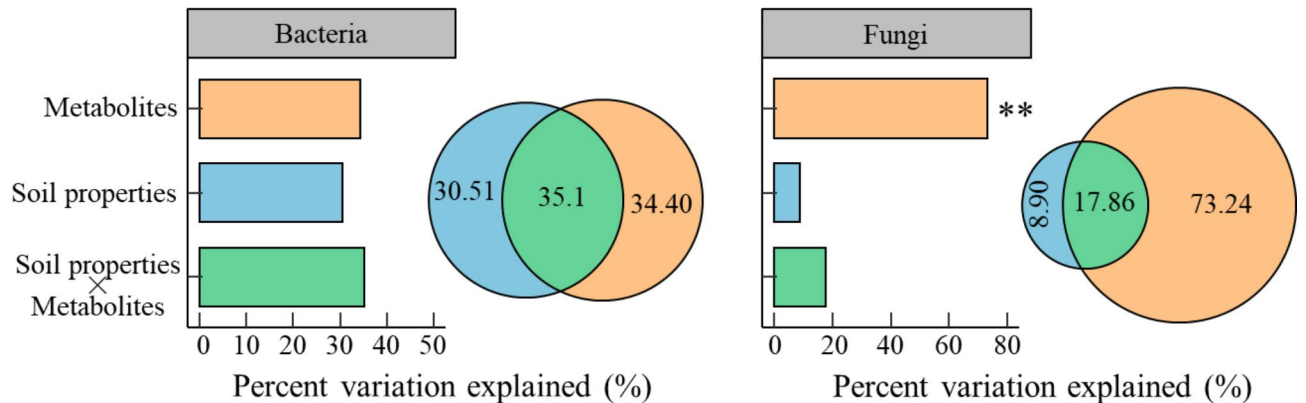 Bacteria
Metabolites
Soil properties
Soil properties
×
Metabolites
30.51
35.1
34.40
0 10 20 30 40 50
Percent variation explained (%)
Fungi
**
8.90
17.86
73.24
0 20 40 60 80
Percent variation explained (%)